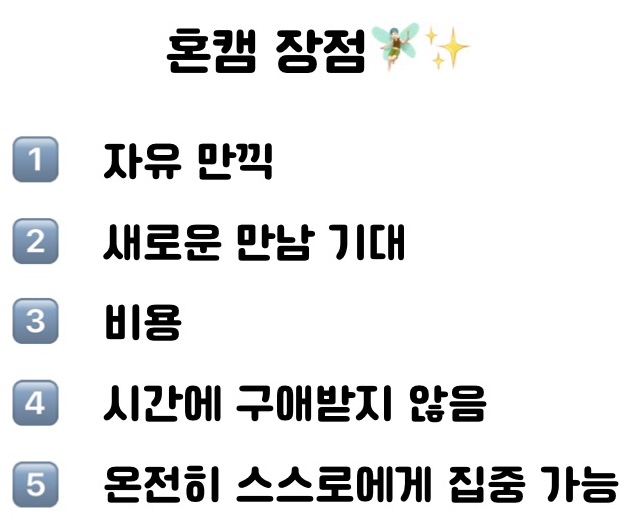 혼캠 장점🧚✨
1️⃣ 자유 만끽
2️⃣ 새로운 만남 기대
3️⃣ 비용
4️⃣ 시간에 구애받지 않음
5️⃣ 온전히 스스로에게 집중 가능